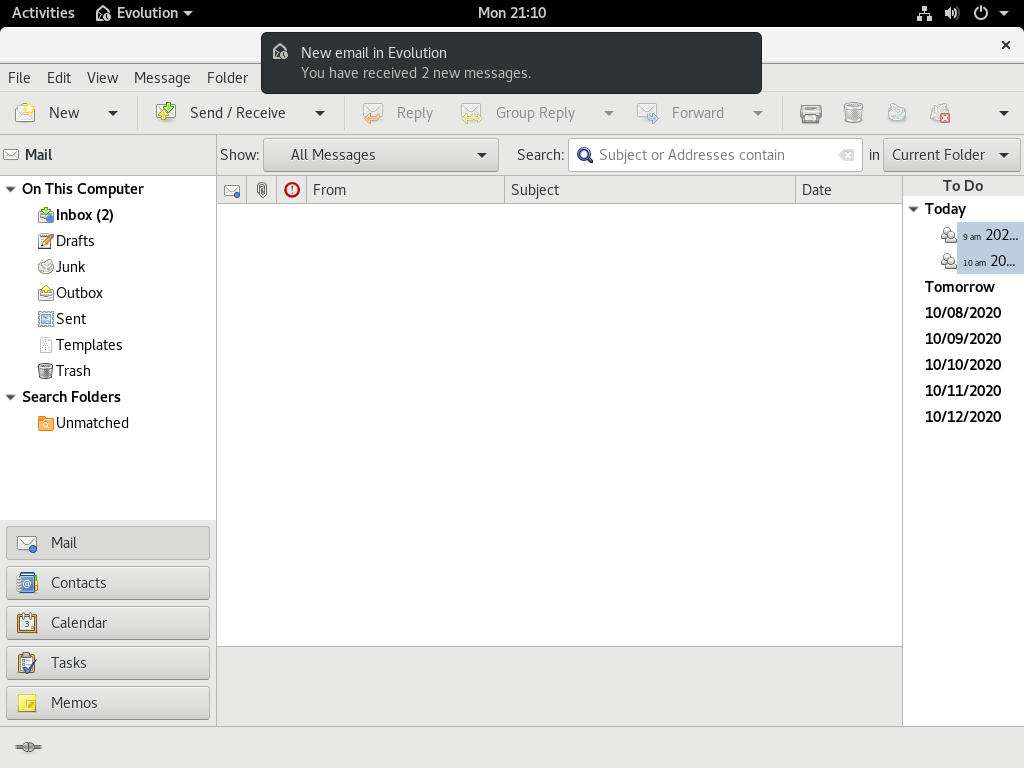 Activities Evolution Mon 21:10
New email in Evolution
You have received 2 new messages.
File Edit View Message Folder
New Send / Receive Reply Group Reply Forward
Mail Show: All Messages Search: Subject or Addresses contain in Current Folder
On This Computer
Inbox (2)
Drafts
Junk
Outbox
Sent
Templates
Trash
Search Folders
Unmatched
From Subject Date
To Do
Today
9 am 202...
10 am 20...
Tomorrow
10/08/2020
10/09/2020
10/10/2020
10/11/2020
10/12/2020
Mail
Contacts
Calendar
Tasks
Memos